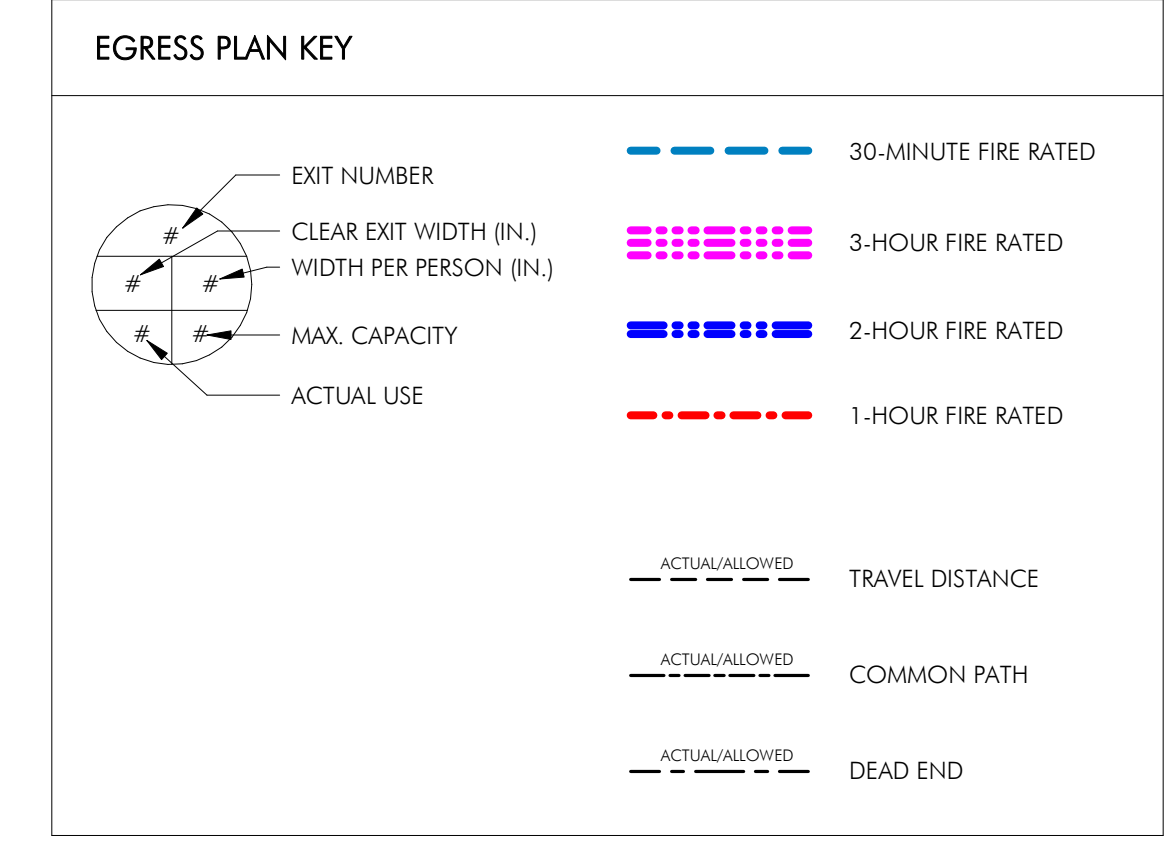 EGRESS PLAN KEY
EXIT NUMBER
CLEAR EXIT WIDTH (IN.)
WIDTH PER PERSON (IN.)
MAX. CAPACITY
ACTUAL USE
#
# #
# #
30-MINUTE FIRE RATED
3-HOUR FIRE RATED
2-HOUR FIRE RATED
1-HOUR FIRE RATED
ACTUAL/ALLOWED
TRAVEL DISTANCE
ACTUAL/ALLOWED
COMMON PATH
ACTUAL/ALLOWED
DEAD END